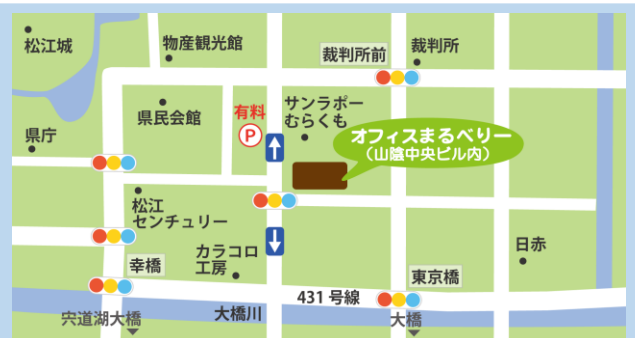 松江城
物産観光館
裁判所前
裁判所
県民会館
有料
P
サンラポー
むらくも
オフィスまるベリー
(山陰中央ビル内)
県庁
松江
センチュリー
カラコロ
工房
日赤
幸橋
東京橋
431号線
大橋川
宍道湖大橋
大橋